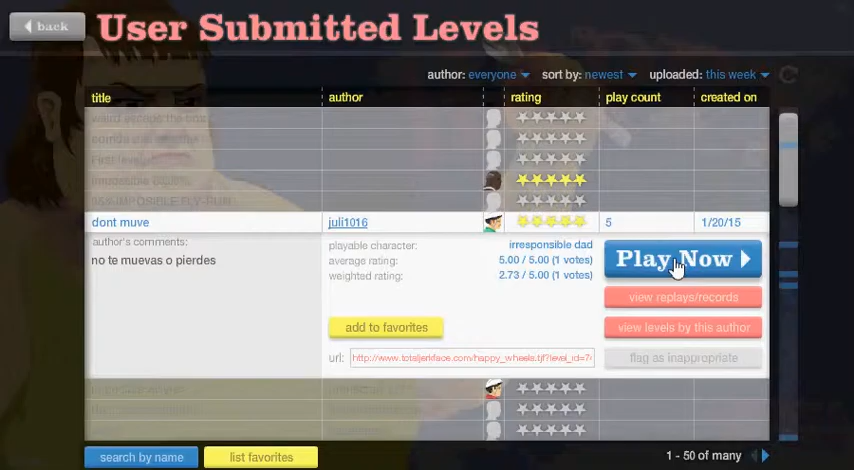 back
User Submitted Levels
author: everyone sort by: newest uploaded: this week
title author rating play count created on
First level
dont muve juli1016 5 1/20/15
author's comments:
no te muevas o pierdes
playable character: irresponsible dad
average rating: 5.00 / 5.00 (1 votes)
weighted rating: 2.73 / 5.00 (1 votes)
Play Now
view replays/records
add to favorites
view levels by this author
url: http://www.totaljerkface.com/happy_wheels.tjf?level_id=7
flag as inappropriate
search by name list favorites 1 - 50 of many